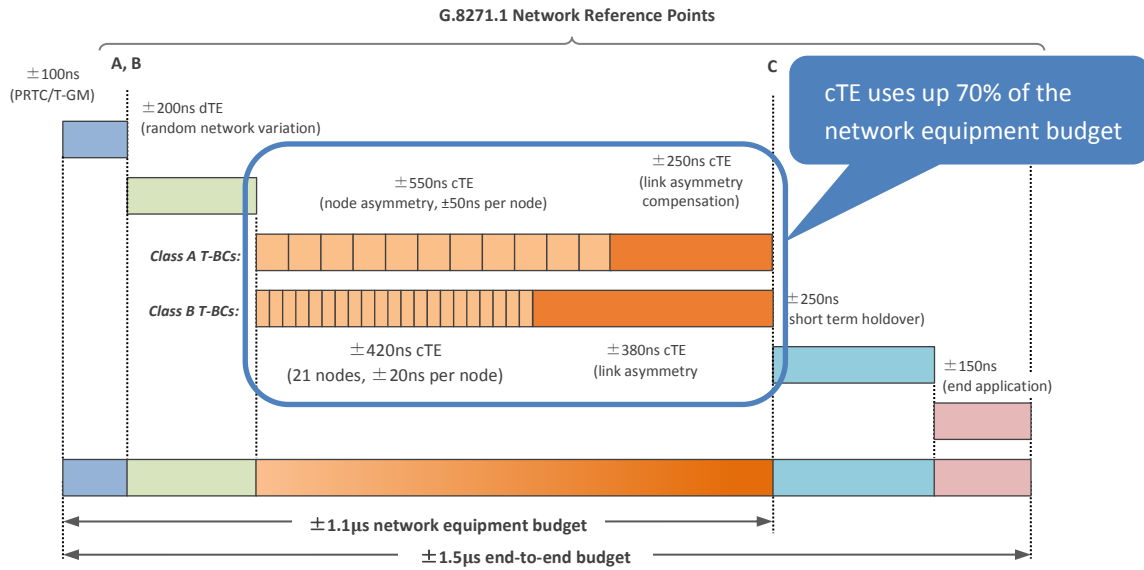 G.8271.1 Network Reference Points
A, B
C
±100ns
(PRTC/T-GM)
±200ns dTE
(random network variation)
cTE uses up 70% of the
network equipment budget
±550ns cTE
(node asymmetry, ±50ns per node)
±250ns cTE
(link asymmetry
compensation)
Class A T-BCs:
Class B T-BCs:
±250ns
(short term holdover)
±420ns cTE
(21 nodes, ±20ns per node)
±380ns cTE
(link asymmetry
±150ns
(end application)
±1.1μs network equipment budget
±1.5μs end-to-end budget